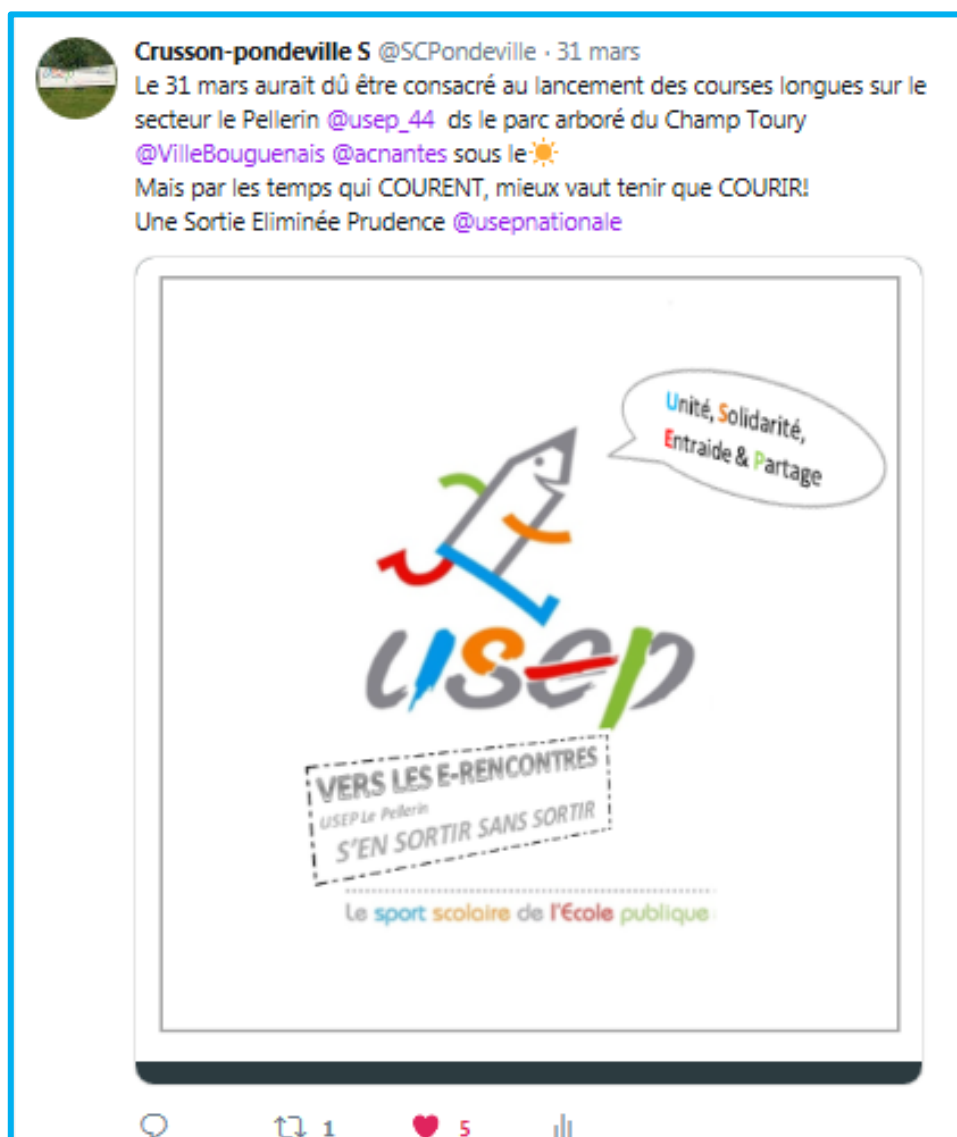 Crusson-pondeville S @SCPondeville · 31 mars
Le 31 mars aurait dû être consacré au lancement des courses longues sur le
secteur le Pellerin @usep_44 ds le parc arboré du Champ Toury
@VilleBouguenais @acnantes sous le☀️
Mais par les temps qui COURENT, mieux vaut tenir que COURIR!
Une Sortie Eliminée Prudence @usepnationale
Unité, Solidarité,
Entraide & Partage
usep
VERS LES E-RENCONTRES
USEP Le Pellerin
S'EN SORTIR SANS SORTIR
Le sport scolaire de l'Ecole publique
1 5